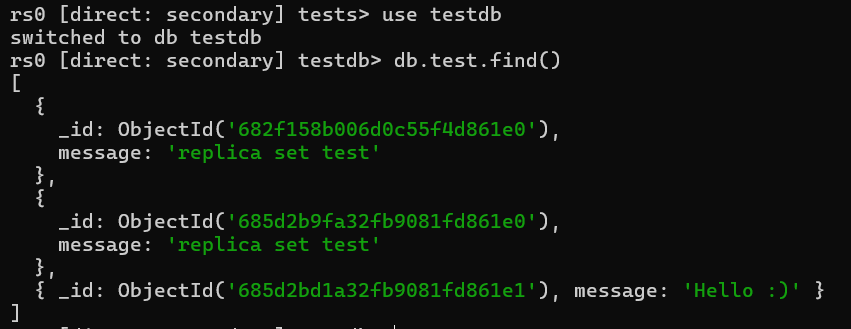 rs0 [direct: secondary] tests> use testdb
switched to db testdb
rs0 [direct: secondary] testdb> db.test.find()
[
  {
    _id: ObjectId('682f158b006d0c55f4d861e0'),
    message: 'replica set test'
  },
  {
    _id: ObjectId('685d2b9fa32fb9081fd861e0'),
    message: 'replica set test'
  },
  { _id: ObjectId('685d2bd1a32fb9081fd861e1'), message: 'Hello :)' }
]